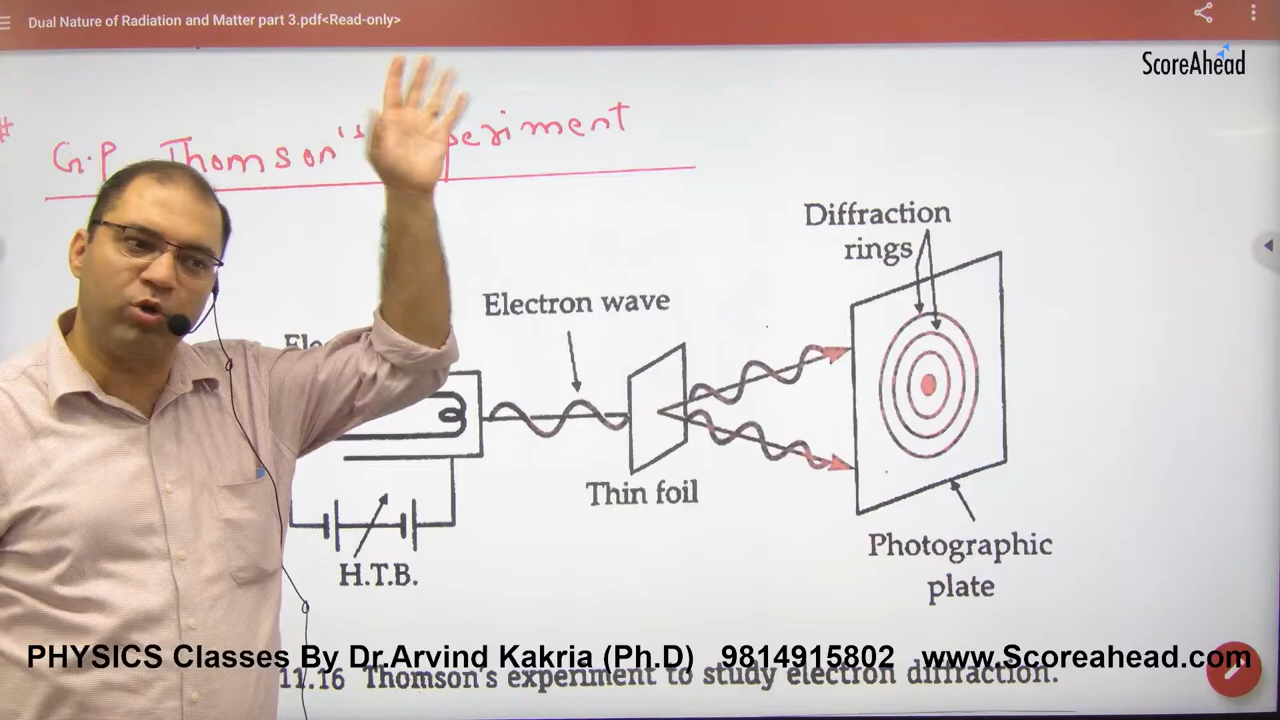 Dual Nature of Radiation and Matter part 3.pdf<Read-only>
ScoreAhead
#
G.P. Thomson's
Diffraction
rings
Electron wave
Thin foil
H.T.B.
Photographic
plate
PHYSICS Classes By Dr.Arvind Kakria (Ph.D) 9814915802 www.Scoreahead.com
11.16 Thomson's experiment to study electron diffraction.